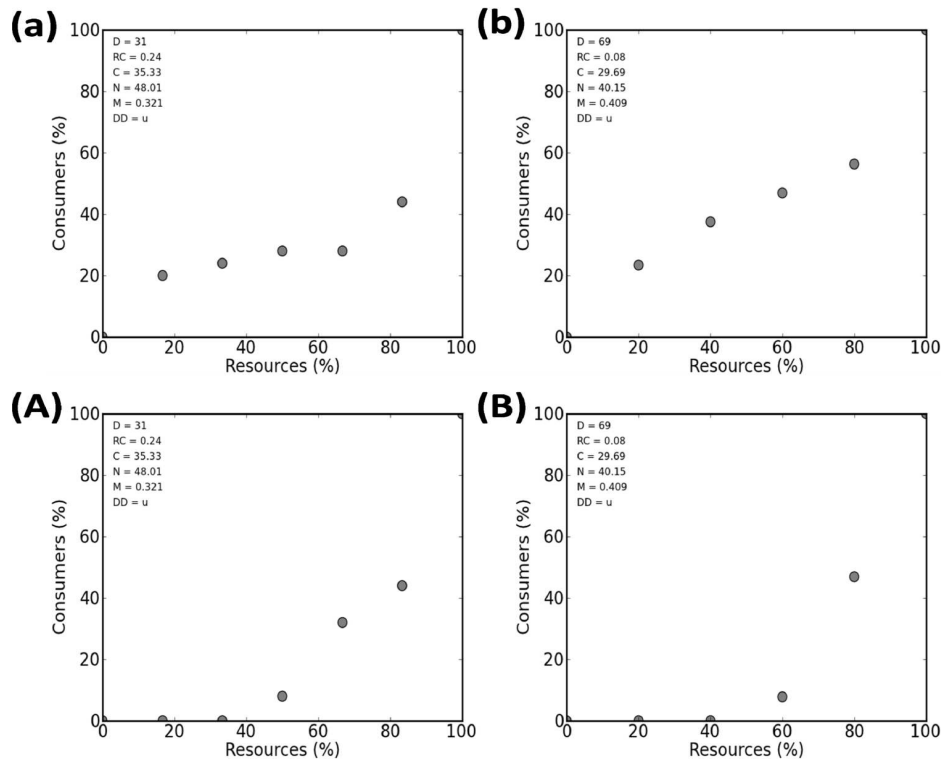 (a)
D = 31
RC = 0.24
C = 35.33
N = 48.01
M = 0.321
DD = u
Consumers (%)
100
80
60
40
20
0
0 20 40 60 80 100
Resources (%)
(b)
D = 69
RC = 0.08
C = 29.69
N = 40.15
M = 0.409
DD = u
Consumers (%)
100
80
60
40
20
0
0 20 40 60 80 100
Resources (%)
(A)
D = 31
RC = 0.24
C = 35.33
N = 48.01
M = 0.321
DD = u
Consumers (%)
100
80
60
40
20
0
0 20 40 60 80 100
Resources (%)
(B)
D = 69
RC = 0.08
C = 29.69
N = 40.15
M = 0.409
DD = u
Consumers (%)
100
80
60
40
20
0
0 20 40 60 80 100
Resources (%)